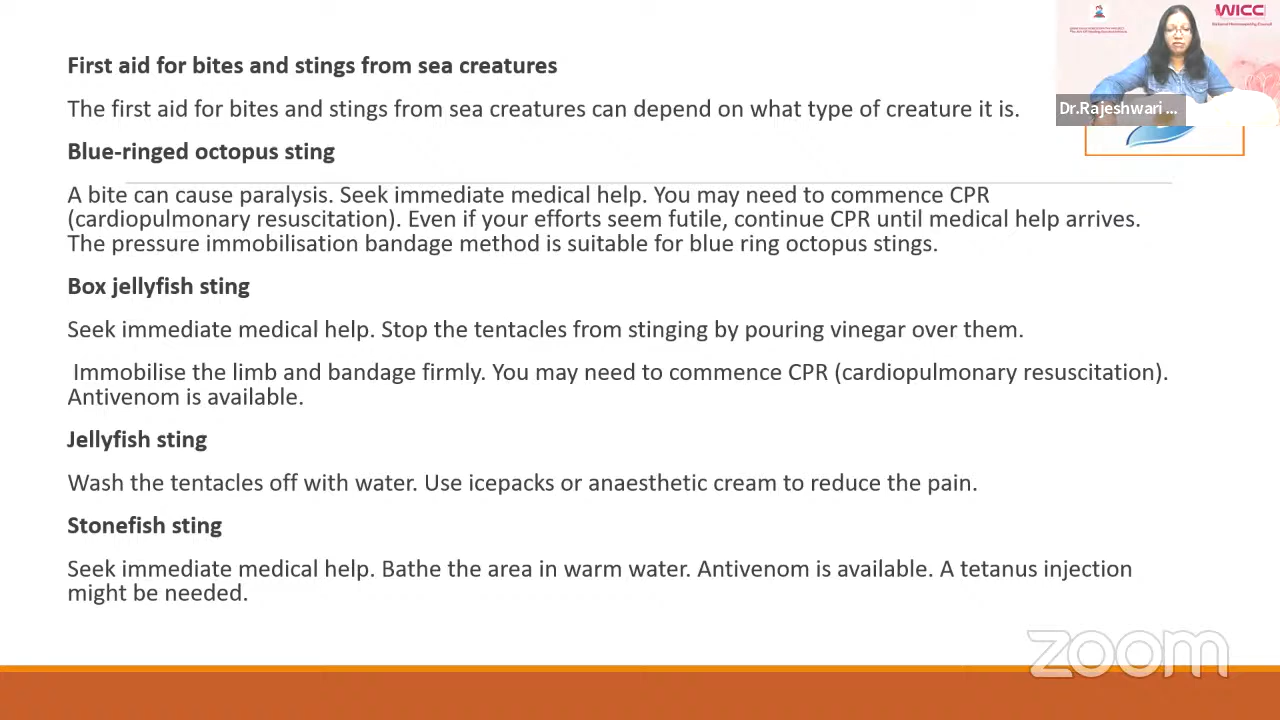 First aid for bites and stings from sea creatures
The first aid for bites and stings from sea creatures can depend on what type of creature it is.
Blue-ringed octopus sting
A bite can cause paralysis. Seek immediate medical help. You may need to commence CPR
(cardiopulmonary resuscitation). Even if your efforts seem futile, continue CPR until medical help arrives.
The pressure immobilisation bandage method is suitable for blue ring octopus stings.
Box jellyfish sting
Seek immediate medical help. Stop the tentacles from stinging by pouring vinegar over them.
Immobilise the limb and bandage firmly. You may need to commence CPR (cardiopulmonary resuscitation).
Antivenom is available.
Jellyfish sting
Wash the tentacles off with water. Use icepacks or anaesthetic cream to reduce the pain.
Stonefish sting
Seek immediate medical help. Bathe the area in warm water. Antivenom is available. A tetanus injection
might be needed.
WICC
Dr.Rajeshwari ...
zoom